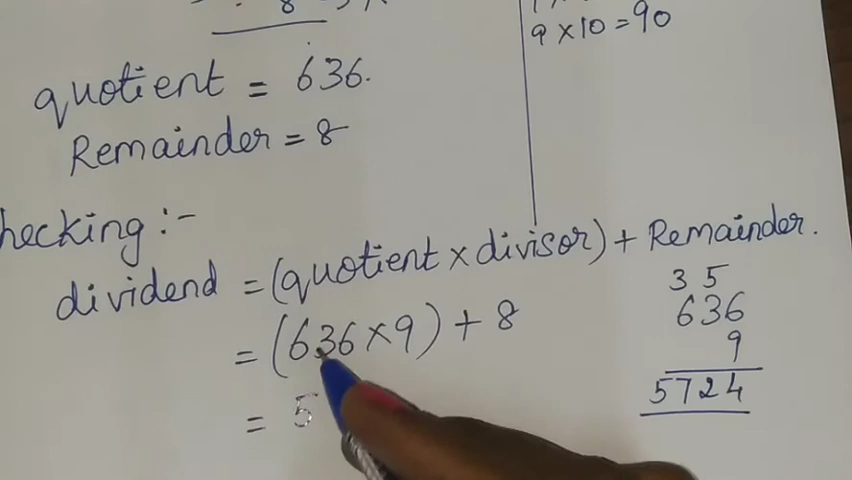 8
9 × 10 = 90
quotient = 636.
Remainder = 8
hecking :-
dividend = (quotient × divisor) + Remainder.
= (636 × 9) + 8
= 5
3 5
636
9
5724